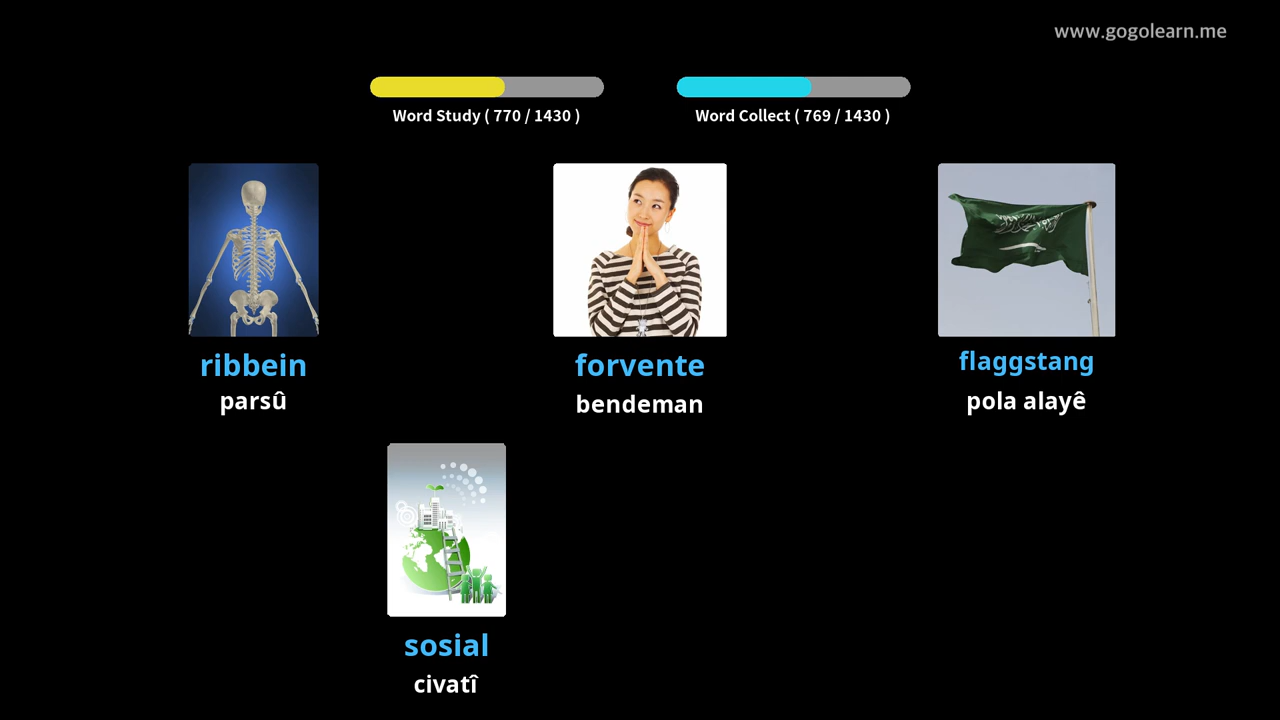 www.gogolearn.me
Word Study ( 770 / 1430 )
Word Collect ( 769 / 1430 )
ribbein
parsû
forvente
bendeman
flaggstang
pola alayê
sosial
civatî